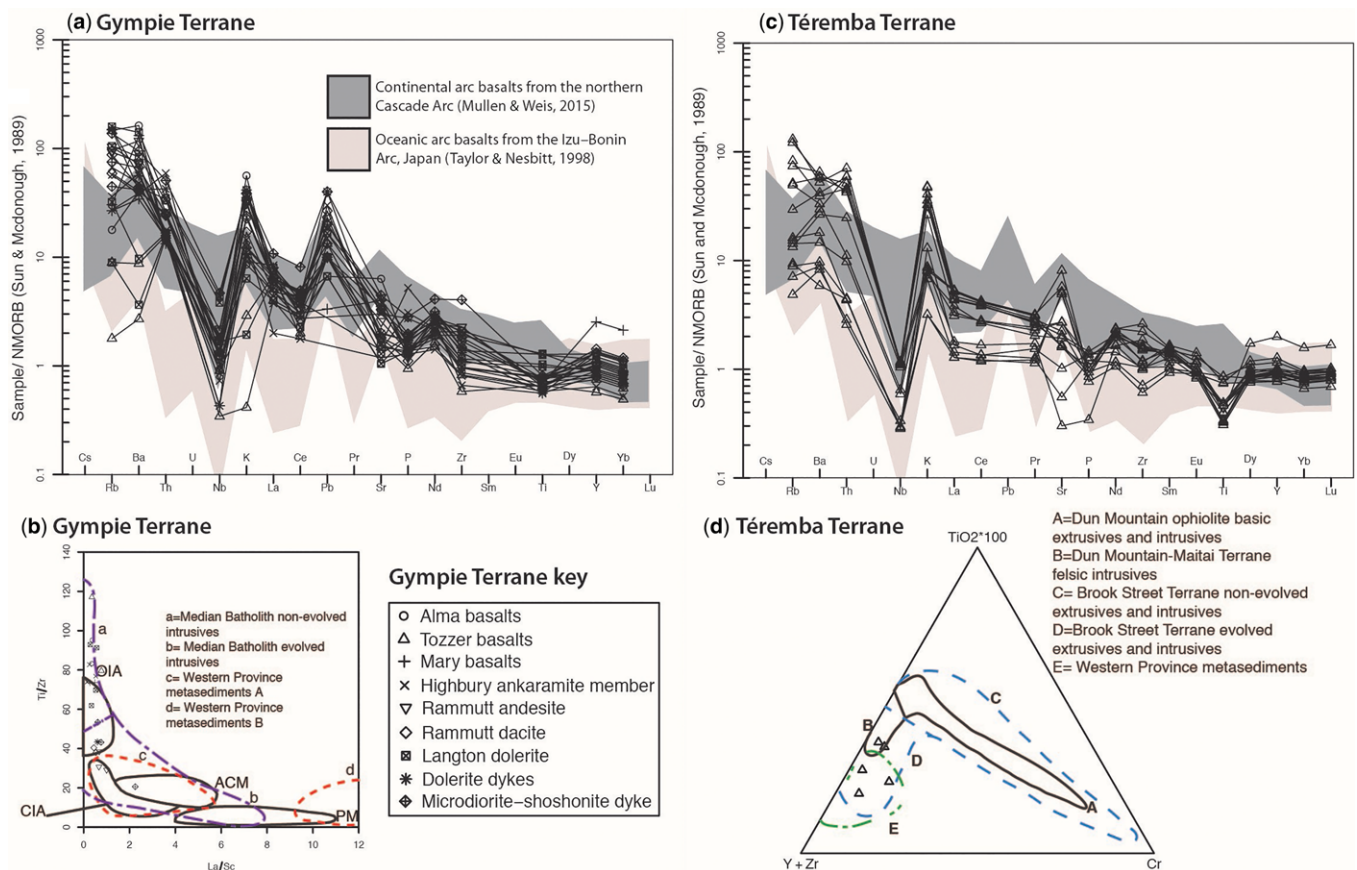 (a) Gympie Terrane
1000
100
10
1
0.1
Sample/ NMORB (Sun & Mcdonough, 1989)
Continental arc basalts from the northern
Cascade Arc (Mullen & Weis, 2015)
Oceanic arc basalts from the Izu–Bonin
Arc, Japan (Taylor & Nesbitt, 1998)
Cs Ba U K Ce Pr P Zr Eu Dy Yb
Rb Th Nb La Pb Sr Nd Sm Ti Y Lu
(c) Téremba Terrane
1000
100
10
1
0.1
Sample/ NMORB (Sun and Mcdonough, 1989)
Cs Ba U K Ce Pb P Zr Eu Dy Yb
Rb Th Nb La Pr Sr Nd Sm Ti Y Lu
(b) Gympie Terrane
140
120
100
80
60
40
20
0
Ti/Zr
a=Median Batholith non-evolved
intrusives
b= Median Batholith evolved
intrusives
c= Western Province
metasediments A
d= Western Province
metasediments B
a
OIA
c
d
ACM
b
CIA
PM
0 2 4 6 8 10 12
La/Sc
Gympie Terrane key
Alma basalts
Tozzer basalts
Mary basalts
Highbury ankaramite member
Rammutt andesite
Rammutt dacite
Langton dolerite
Dolerite dykes
Microdiorite–shoshonite dyke
(d) Téremba Terrane
TiO2*100
A=Dun Mountain ophiolite basic
extrusives and intrusives
B=Dun Mountain-Maitai Terrane
felsic intrusives
C= Brook Street Terrane non-evolved
extrusives and intrusives
D=Brook Street Terrane evolved
extrusives and intrusives
E= Western Province metasediments
C
B
D
A
E
Y + Zr
Cr